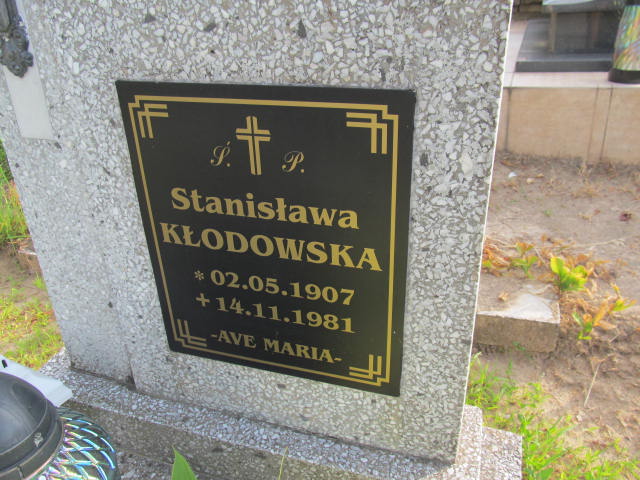 Ś. P.
Stanisława
KŁODOWSKA
* 02.05.1907
+ 14.11.1981
-AVE MARIA-